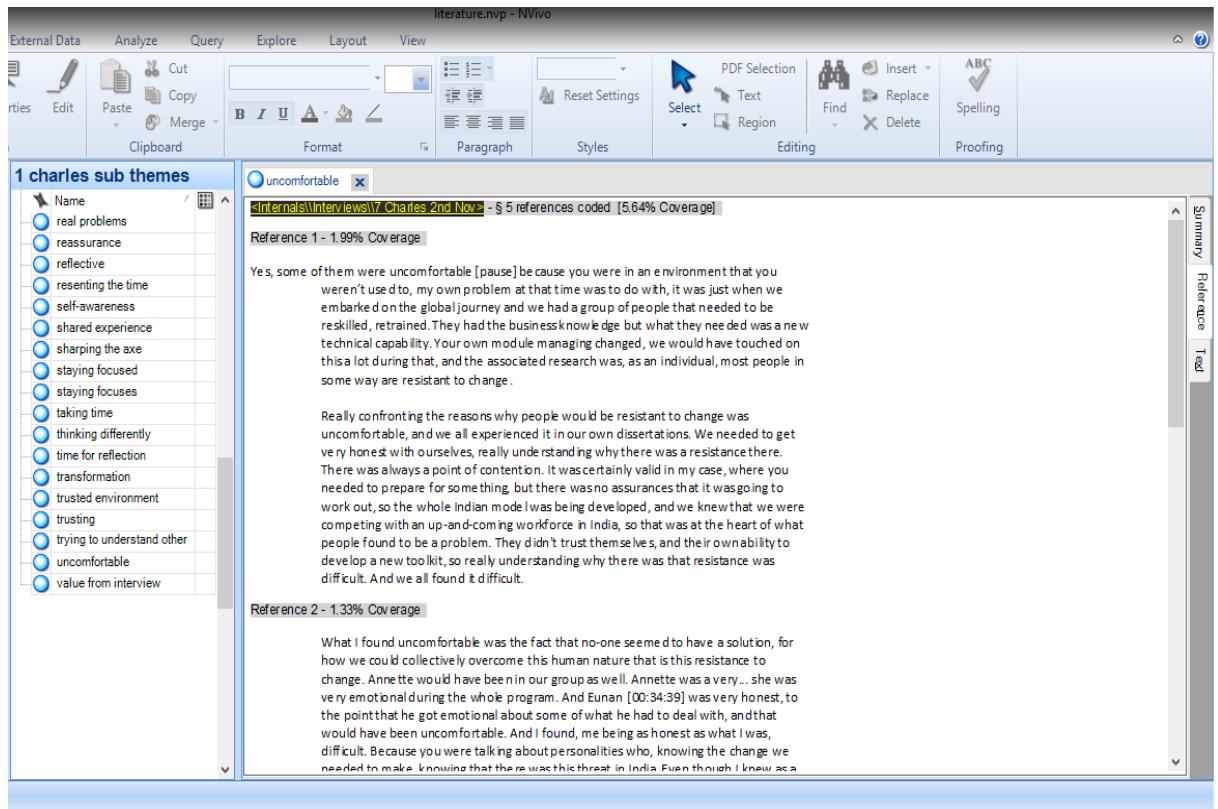 literature.nvp - NVivo
External Data Analyze Query Explore Layout View
Cut
Copy
Merge
rties Edit Paste
Clipboard
B I U A
Format
Paragraph
Reset Settings
Styles
Select
PDF Selection
Text
Region
Find
Insert
Replace
Delete
Editing
ABC
Spelling
Proofing
1 charles sub themes
Name
real problems
reassurance
reflective
resenting the time
self-awareness
shared experience
sharping the axe
staying focused
staying focuses
taking time
thinking differently
time for reflection
transformation
trusted environment
trusting
trying to understand other
uncomfortable
value from interview
uncomfortable
<Internals\\Interviews\\7 Charles 2nd Nov> - § 5 references coded [5.64% Coverage]
Reference 1 - 1.99% Coverage
Yes, some of them were uncomfortable [pause] because you were in an environment that you
weren't used to, my own problem at that time was to do with, it was just when we
embarked on the global journey and we had a group of people that needed to be
reskilled, retrained. They had the business knowledge but what they needed was a new
technical capability. Your own module managing changed, we would have touched on
this a lot during that, and the associated research was, as an individual, most people in
some way are resistant to change.
Really confronting the reasons why people would be resistant to change was
uncomfortable, and we all experienced it in our own dissertations. We needed to get
very honest with ourselves, really understanding why there was a resistance there.
There was always a point of contention. It was certainly valid in my case, where you
needed to prepare for something, but there was no assurances that it was going to
work out, so the whole Indian model was being developed, and we knew that we were
competing with an up-and-coming workforce in India, so that was at the heart of what
people found to be a problem. They didn't trust themselves, and their own ability to
develop a new toolkit, so really understanding why there was that resistance was
difficult. And we all found it difficult.
Reference 2 - 1.33% Coverage
What I found uncomfortable was the fact that no-one seemed to have a solution, for
how we could collectively overcome this human nature that is this resistance to
change. Annette would have been in our group as well. Annette was a very... she was
very emotional during the whole program. And Eunan [00:34:39] was very honest, to
the point that he got emotional about some of what he had to deal with, and that
would have been uncomfortable. And I found, me being as honest as what I was,
difficult. Because you were talking about personalities who, knowing the change we
needed to make, knowing that there was this threat in India. Even though I knew as a
Summary
Reference
Text